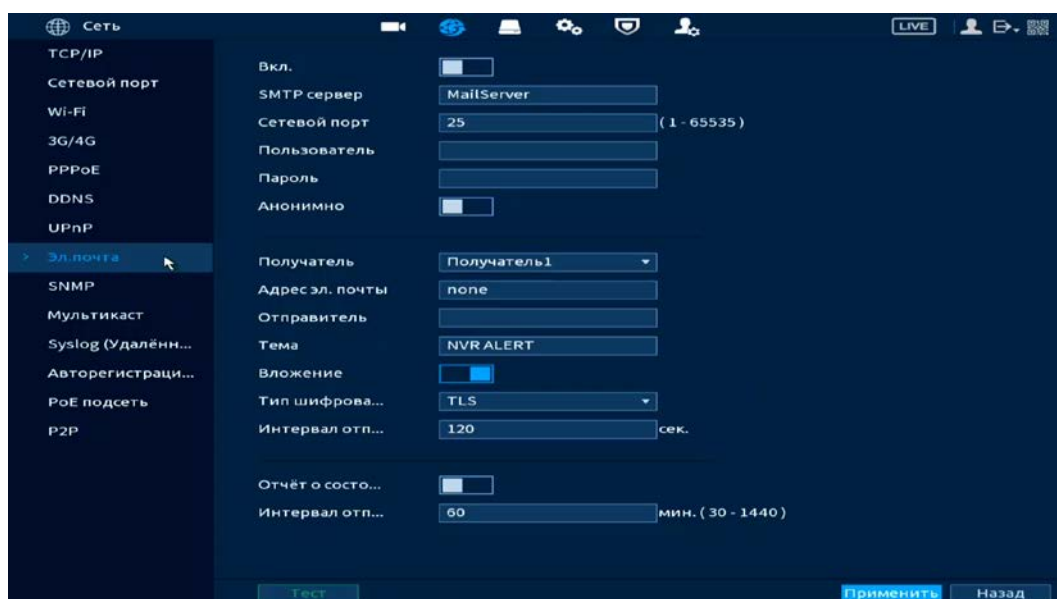 Сеть
LIVE
TCP/IP
Сетевой порт
Wi-Fi
3G/4G
PPPoE
DDNS
UPnP
Эл.почта
SNMP
Мультикаст
Syslog (Удалённ...
Авторегистраци...
PoE подсеть
P2P
Вкл.
SMTP сервер MailServer
Сетевой порт 25 (1 - 65535)
Пользователь
Пароль
Анонимно
Получатель Получатель1
Адрес эл. почты none
Отправитель
Тема NVR ALERT
Вложение
Тип шифрова... TLS
Интервал отп... 120 сек.
Отчёт о состо...
Интервал отп... 60 мин. (30 - 1440)
Тест Применить Назад